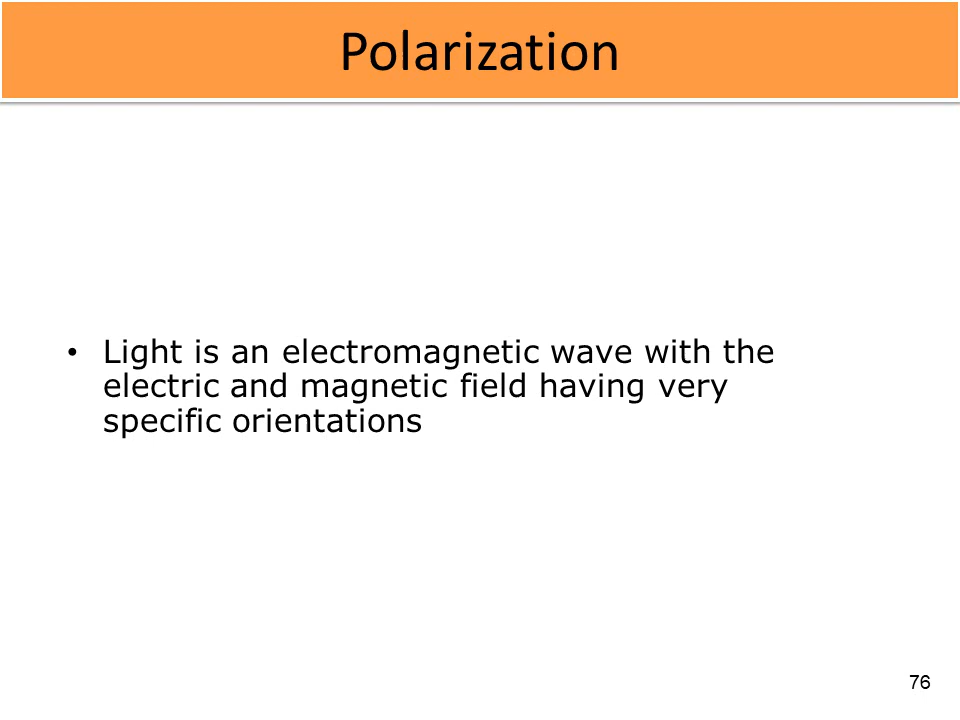 Polarization
• Light is an electromagnetic wave with the
electric and magnetic field having very
specific orientations
76